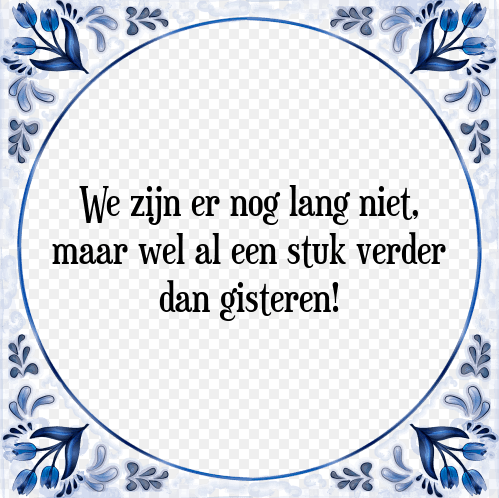 We zijn er nog lang niet,
maar wel al een stuk verder
dan gisteren!